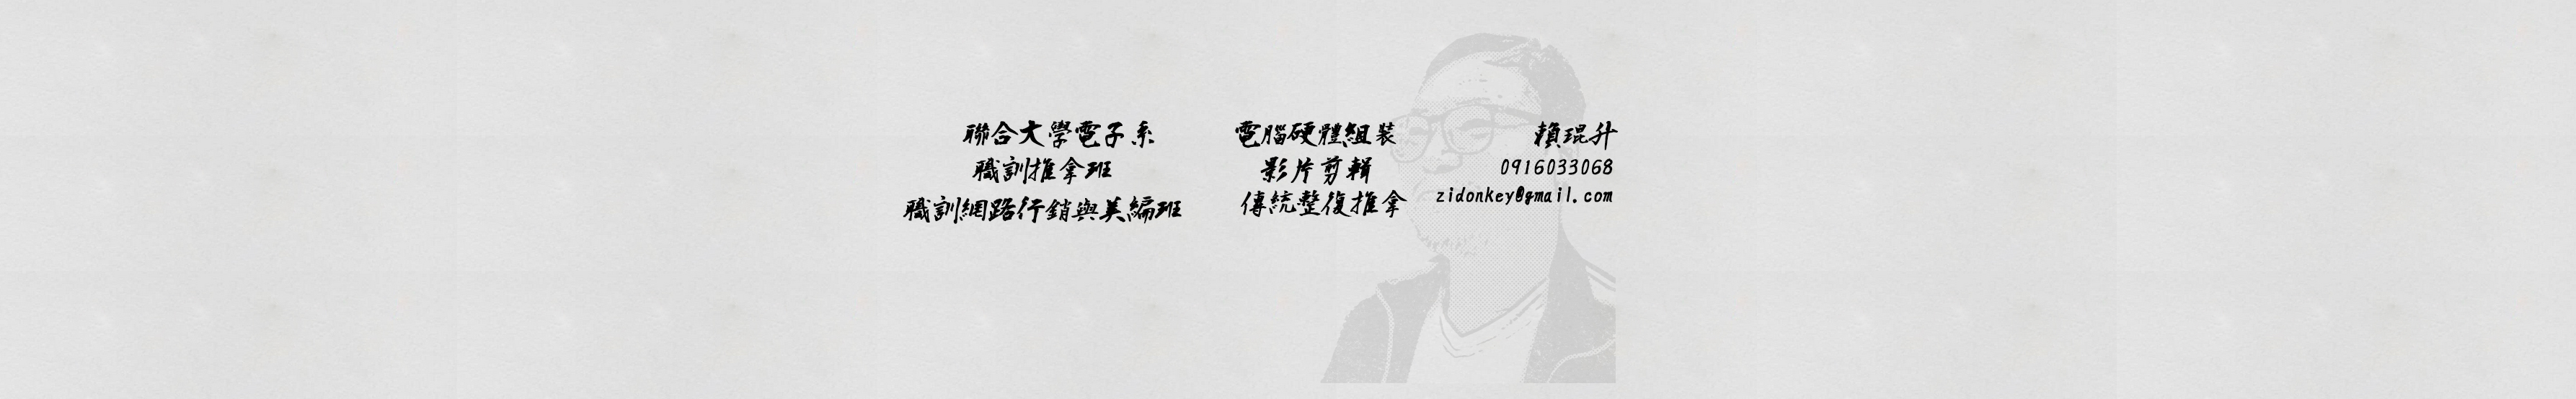 聯合大學電子系
職訓推拿班
職訓網路行銷與美編班
電腦硬體組裝
影片剪輯
傳統整復推拿
賴琨升
0916033068
zidonkey@gmail.com